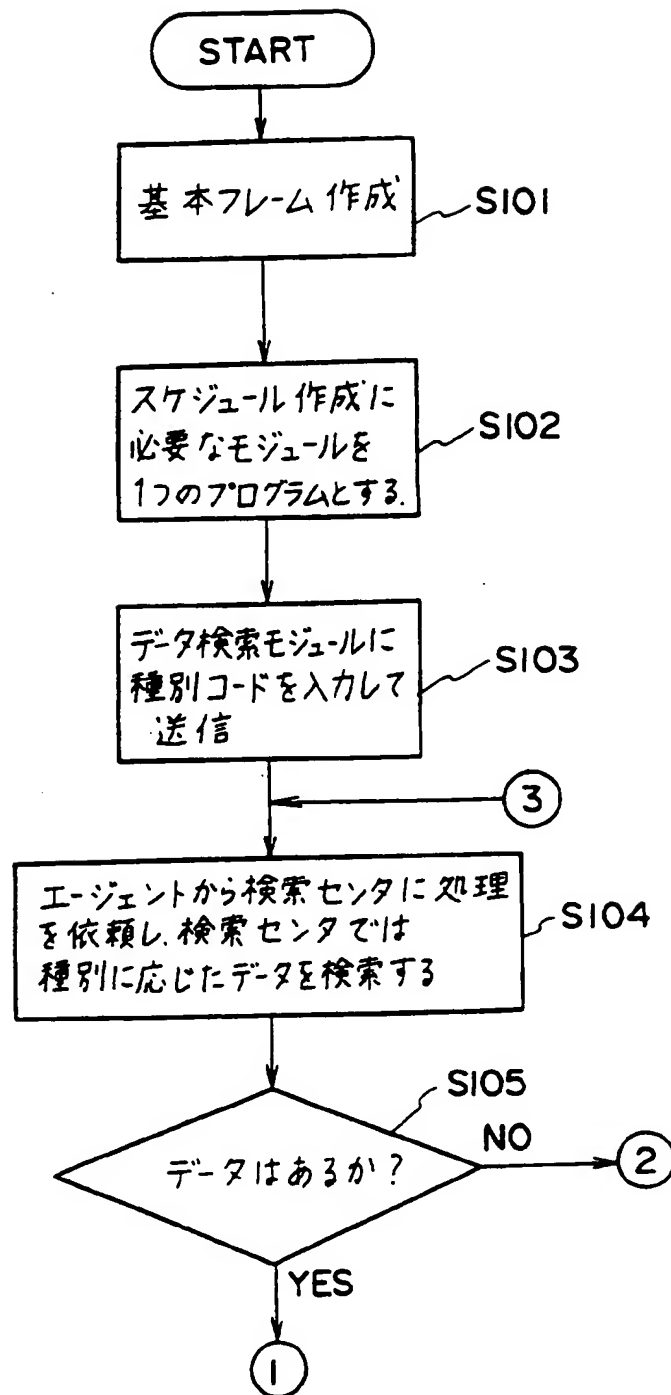 START
基本フレーム作成
S101
スケジュール作成に
必要なモジュールを
1つのプログラムとする.
S102
データ検索モジュールに
種別コードを入力して
送信
S103
3
エージェントから検索センタに処理
を依頼し、検索センタでは
種別に応じたデータを検索する
S104
S105
データはあるか?
NO
2
YES
1